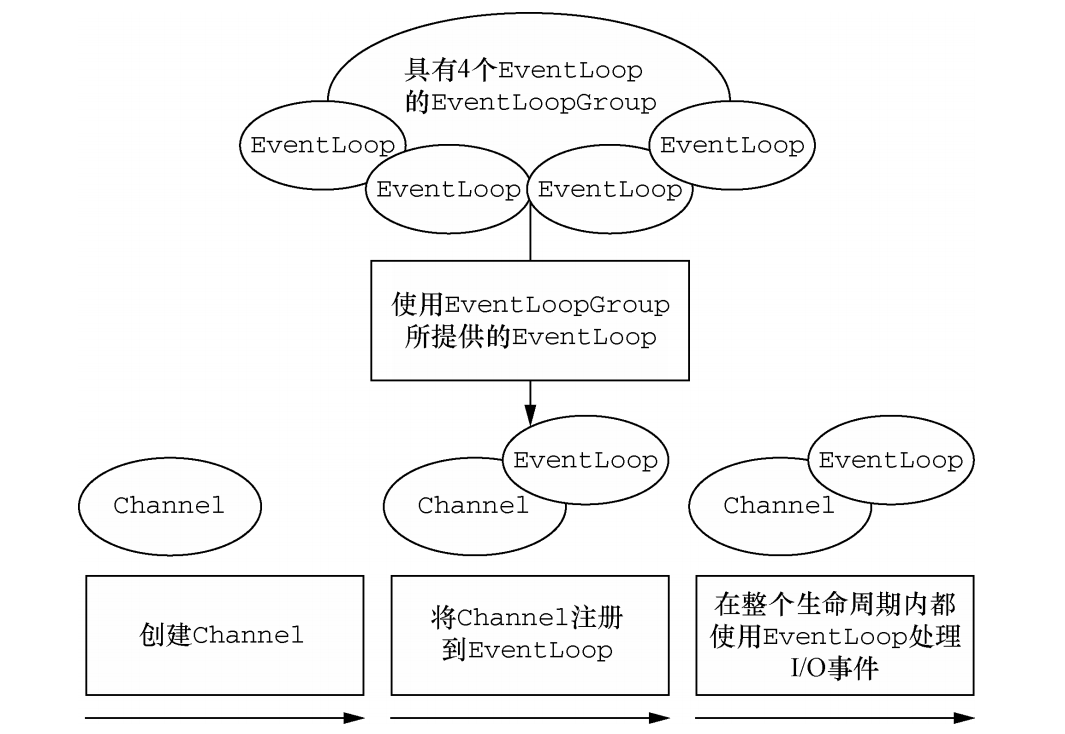 具有4个EventLoop
的EventLoopGroup
EventLoop
EventLoop
EventLoop
EventLoop
使用EventLoopGroup
所提供的EventLoop
EventLoop
EventLoop
Channel
Channel
Channel
创建Channel
将Channel注册
到EventLoop
在整个生命周期内都
使用EventLoop处理
I/O事件